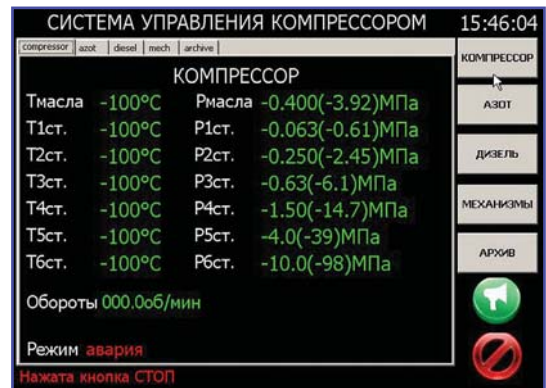 СИСТЕМА УПРАВЛЕНИЯ КОМПРЕССОРОМ 15:46:04
compressor azot diesel mech archive
КОМПРЕССОР
КОМПРЕССОР
Тмасла -100°C Рмасла -0.400(-3.92)МПа
АЗОТ
Т1ст. -100°C Р1ст. -0.063(-0.61)МПа
Т2ст. -100°C Р2ст. -0.250(-2.45)МПа
ДИЗЕЛЬ
Т3ст. -100°C Р3ст. -0.63(-6.1)МПа
Т4ст. -100°C Р4ст. -1.50(-14.7)МПа
МЕХАНИЗМЫ
Т5ст. -100°C Р5ст. -4.0(-39)МПа
Т6ст. -100°C Р6ст. -10.0(-98)МПа
АРХИВ
Обороты 000.0об/мин
Режим авария
Нажата кнопка СТОП